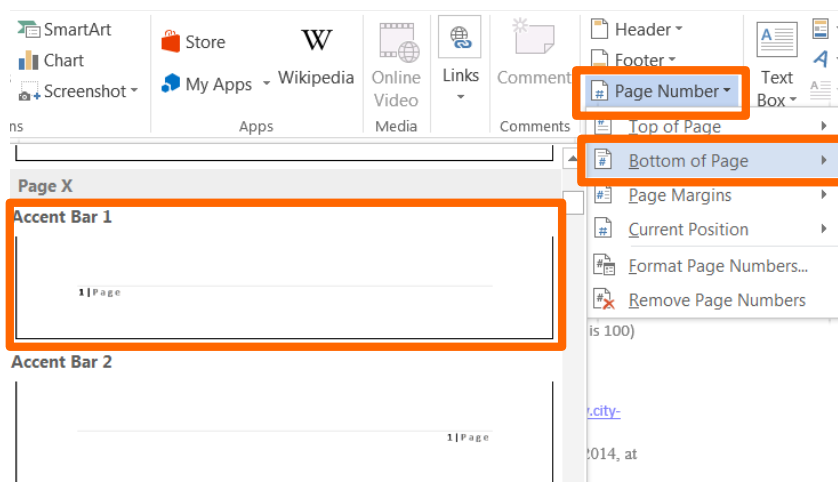 SmartArt
Chart
Screenshot
ns
Store
My Apps
W
Wikipedia
Apps
Online
Video
Media
Links
Comment
Comments
Header
Footer
Page Number
Text
Box
A
A
Top of Page
Bottom of Page
Page Margins
Current Position
Format Page Numbers...
Remove Page Numbers
Page X
Accent Bar 1
1|Page
Accent Bar 2
1|Page
is 100)
.city-
2014, at